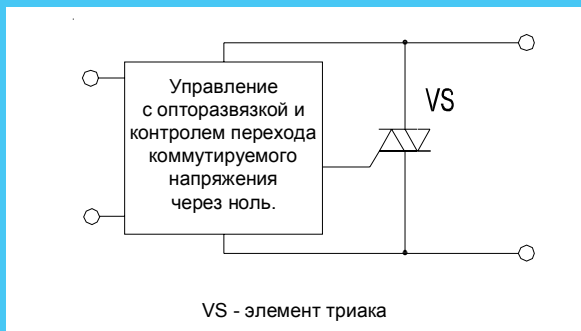 Управление
с опторазвязкой и
контролем перехода
коммутируемого
напряжения
через ноль.
VS
VS - элемент триака